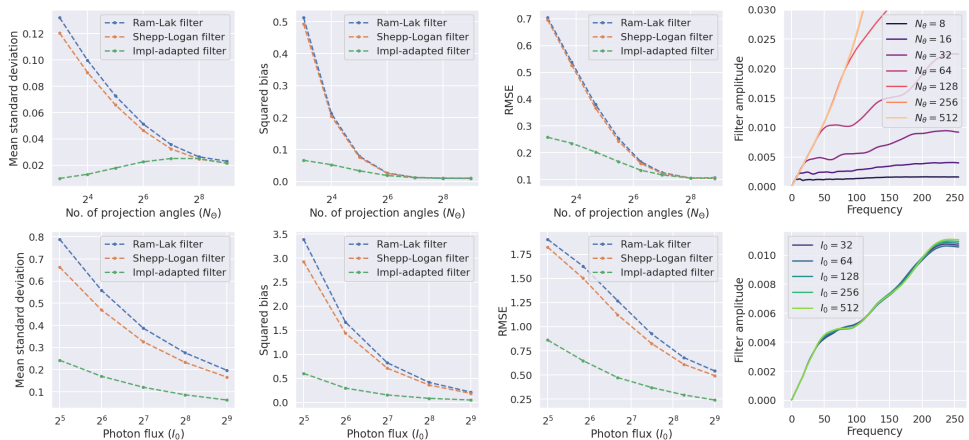 Mean standard deviation
0.12
0.10
0.08
0.06
0.04
0.02
2^4
2^6
2^8
No. of projection angles (N_Θ)
Ram-Lak filter
Shepp-Logan filter
Impl-adapted filter
Squared bias
0.5
0.4
0.3
0.2
0.1
0.0
2^4
2^6
2^8
No. of projection angles (N_Θ)
Ram-Lak filter
Shepp-Logan filter
Impl-adapted filter
RMSE
0.7
0.6
0.5
0.4
0.3
0.2
0.1
2^4
2^6
2^8
No. of projection angles (N_Θ)
Ram-Lak filter
Shepp-Logan filter
Impl-adapted filter
Filter amplitude
0.030
0.025
0.020
0.015
0.010
0.005
0.000
0
50
100
150
200
250
Frequency
N_θ = 8
N_θ = 16
N_θ = 32
N_θ = 64
N_θ = 128
N_θ = 256
N_θ = 512
Mean standard deviation
0.8
0.7
0.6
0.5
0.4
0.3
0.2
0.1
2^5
2^6
2^7
2^8
2^9
Photon flux (I_0)
Ram-Lak filter
Shepp-Logan filter
Impl-adapted filter
Squared bias
3.5
3.0
2.5
2.0
1.5
1.0
0.5
0.0
2^5
2^6
2^7
2^8
2^9
Photon flux (I_0)
Ram-Lak filter
Shepp-Logan filter
Impl-adapted filter
RMSE
1.75
1.50
1.25
1.00
0.75
0.50
0.25
2^5
2^6
2^7
2^8
2^9
Photon flux (I_0)
Ram-Lak filter
Shepp-Logan filter
Impl-adapted filter
Filter amplitude
0.010
0.008
0.006
0.004
0.002
0.000
0
50
100
150
200
250
Frequency
I_0 = 32
I_0 = 64
I_0 = 128
I_0 = 256
I_0 = 512